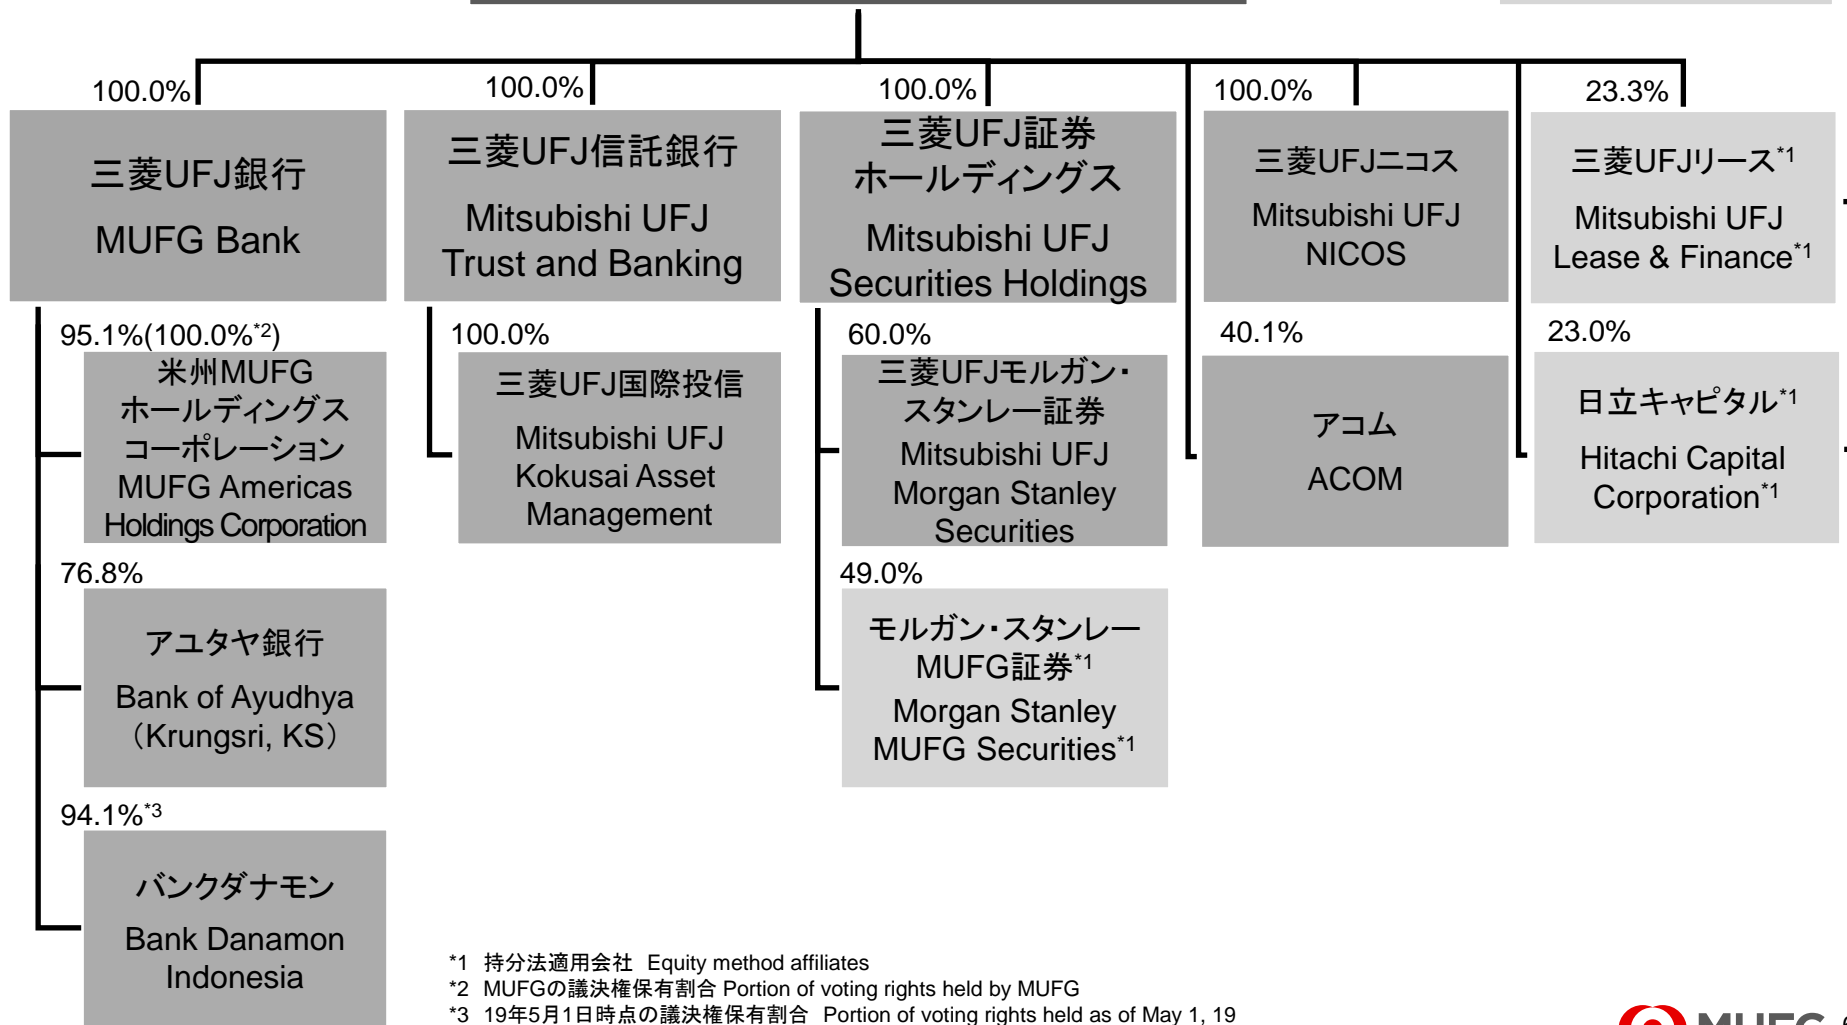 100.0%
三菱UFJ銀行
MUFG Bank
100.0%
三菱UFJ信託銀行
Mitsubishi UFJ
Trust and Banking
100.0%
三菱UFJ証券
ホールディングス
Mitsubishi UFJ
Securities Holdings
100.0%
三菱UFJニコス
Mitsubishi UFJ
NICOS
23.3%
三菱UFJリース*1
Mitsubishi UFJ
Lease & Finance*1
95.1%(100.0%*2)
米州MUFG
ホールディングス
コーポレーション
MUFG Americas
Holdings Corporation
100.0%
三菱UFJ国際投信
Mitsubishi UFJ
Kokusai Asset
Management
60.0%
三菱UFJモルガン・
スタンレー証券
Mitsubishi UFJ
Morgan Stanley
Securities
40.1%
アコム
ACOM
23.0%
日立キャピタル*1
Hitachi Capital
Corporation*1
76.8%
アユタヤ銀行
Bank of Ayudhya
（Krungsri, KS）
49.0%
モルガン・スタンレー
MUFG証券*1
Morgan Stanley
MUFG Securities*1
94.1%*3
バンクダナモン
Bank Danamon
Indonesia
*1 持分法適用会社 Equity method affiliates
*2 MUFGの議決権保有割合 Portion of voting rights held by MUFG
*3 19年5月1日時点の議決権保有割合 Portion of voting rights held as of May 1, 19
MUFG